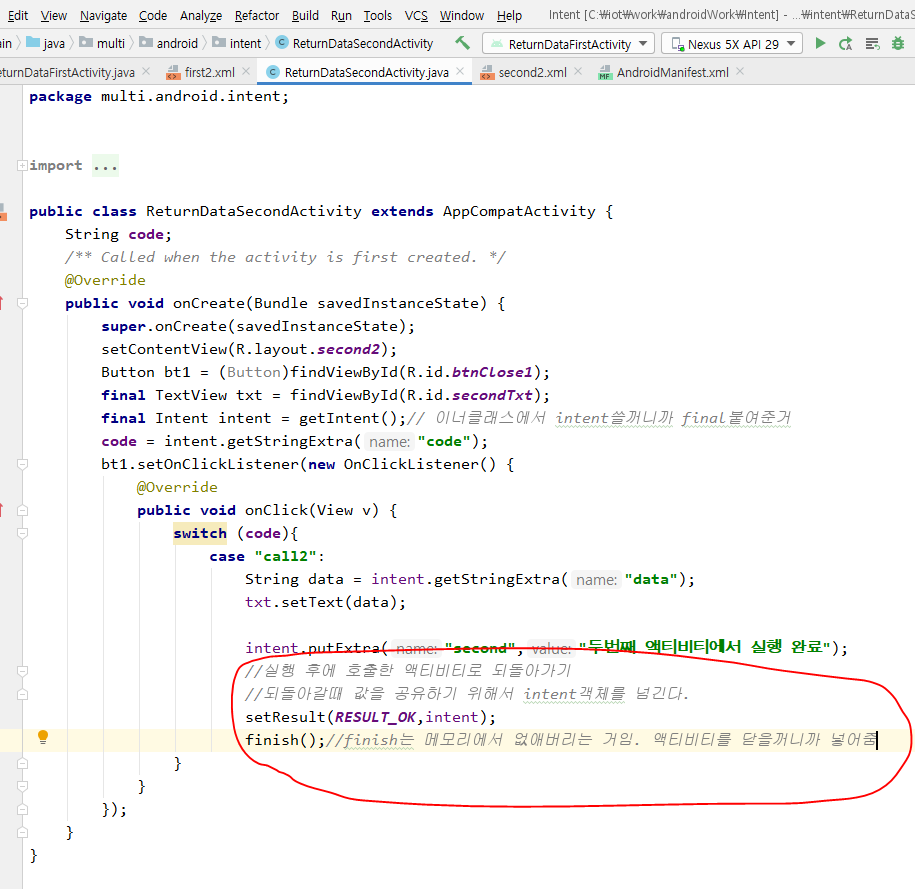 File Edit View Navigate Code Analyze Refactor Build Run Tools VCS Window Help Intent [C:₩iot₩work₩androidWork₩Intent] - ...₩intent₩ReturnDataS
in java multi android intent ReturnDataSecondActivity ReturnDataFirstActivity Nexus 5X API 29
eturnDataFirstActivity.java first2.xml ReturnDataSecondActivity.java second2.xml AndroidManifest.xml
package multi.android.intent;
import ...
public class ReturnDataSecondActivity extends AppCompatActivity {
String code;
/** Called when the activity is first created. */
@Override
public void onCreate(Bundle savedInstanceState) {
super.onCreate(savedInstanceState);
setContentView(R.layout.second2);
Button bt1 = (Button)findViewById(R.id.btnClose1);
final TextView txt = findViewById(R.id.secondTxt);
final Intent intent = getIntent();// 이너클래스에서 intent쓸꺼니까 final붙여준거
code = intent.getStringExtra( name: "code");
bt1.setOnClickListener(new OnClickListener() {
@Override
public void onClick(View v) {
switch (code){
case "call2":
String data = intent.getStringExtra( name: "data");
txt.setText(data);
intent.putExtra( name: "second", value: "두번째 액티비티에서 실행 완료");
//실행 후에 호출한 액티비티로 되돌아가기
//되돌아갈때 값을 공유하기 위해서 intent객체를 넘긴다.
setResult(RESULT_OK,intent);
finish();//finish는 메모리에서 없애버리는 거임. 액티비티를 닫을꺼니까 넣어줌
}
}
});
}
}